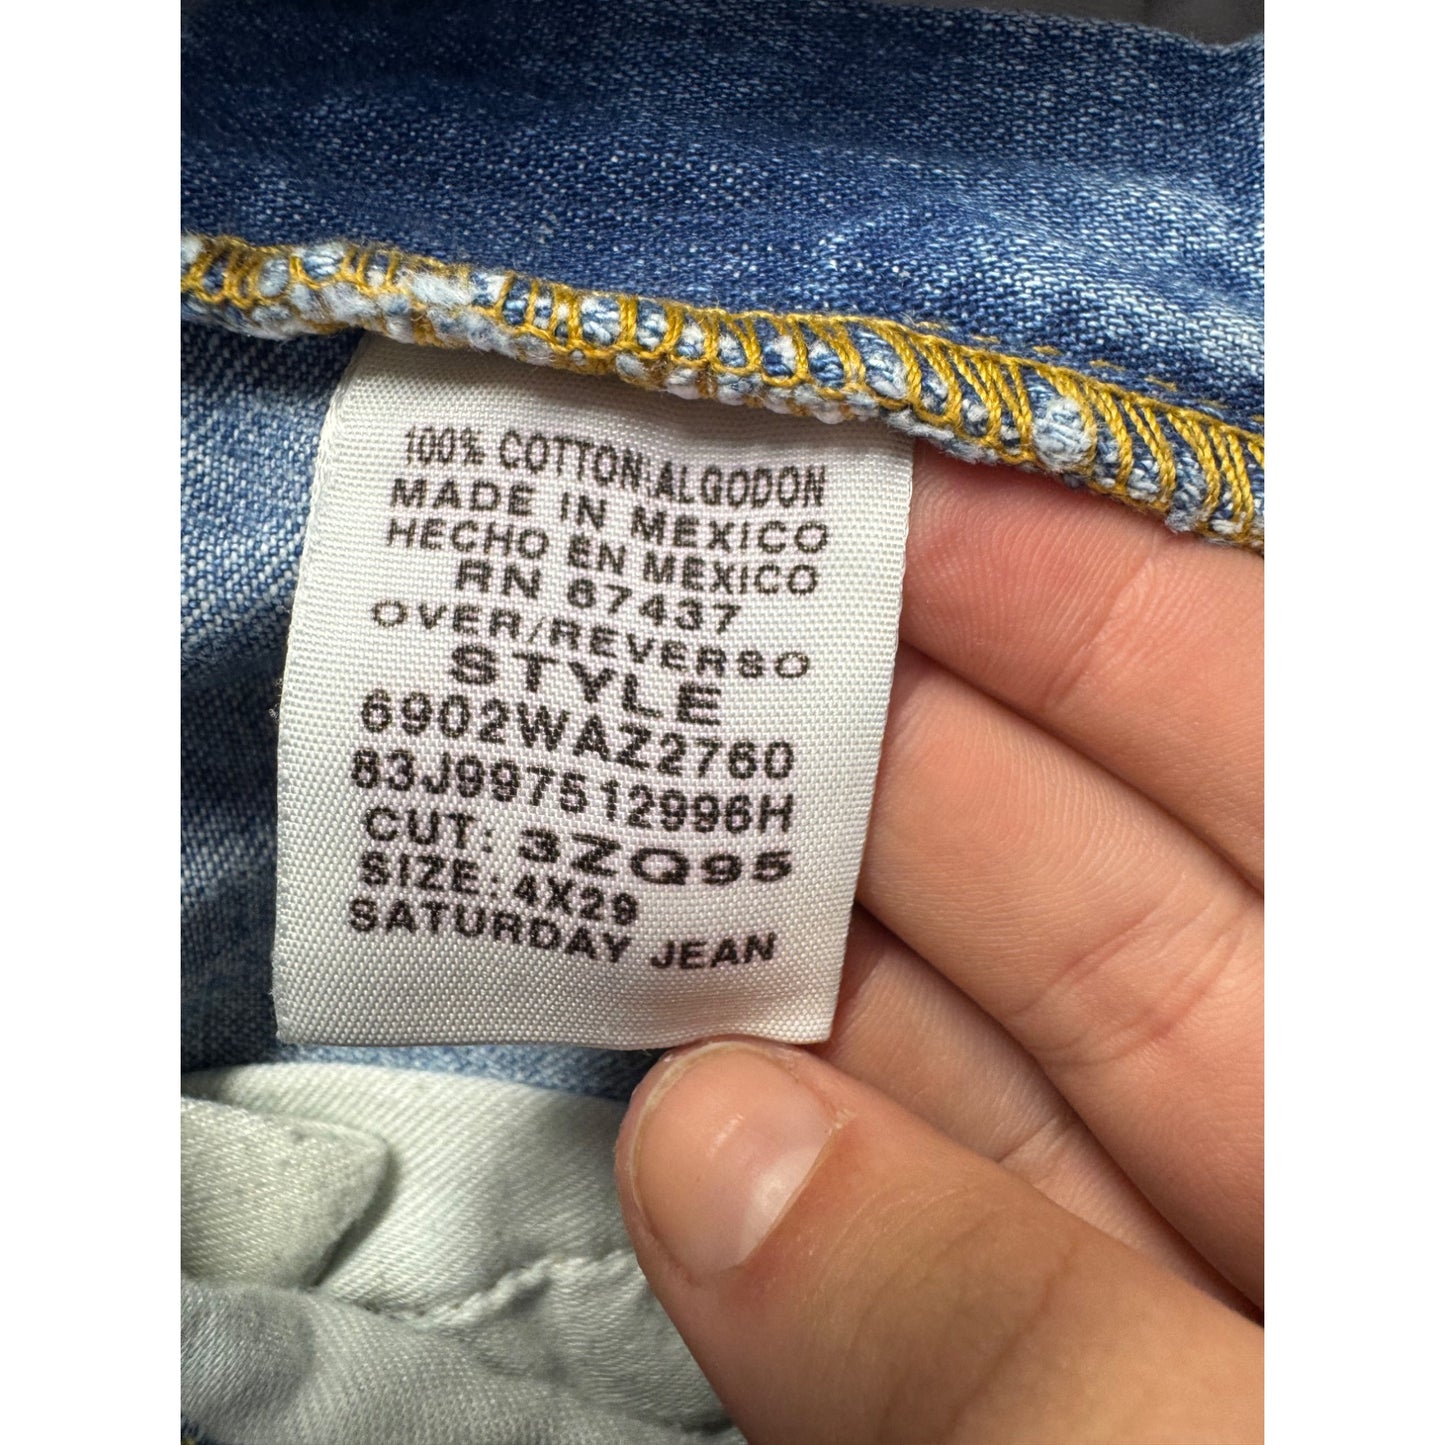 100% COTTON:ALGODON
MADE IN MEXICO
HECHO EN MEXICO
RN 67437
OVER/REVERSO
STYLE
6902WAZ2760
83J997512996H
CUT: 3ZQ95
SIZE: 4X29
SATURDAY JEAN